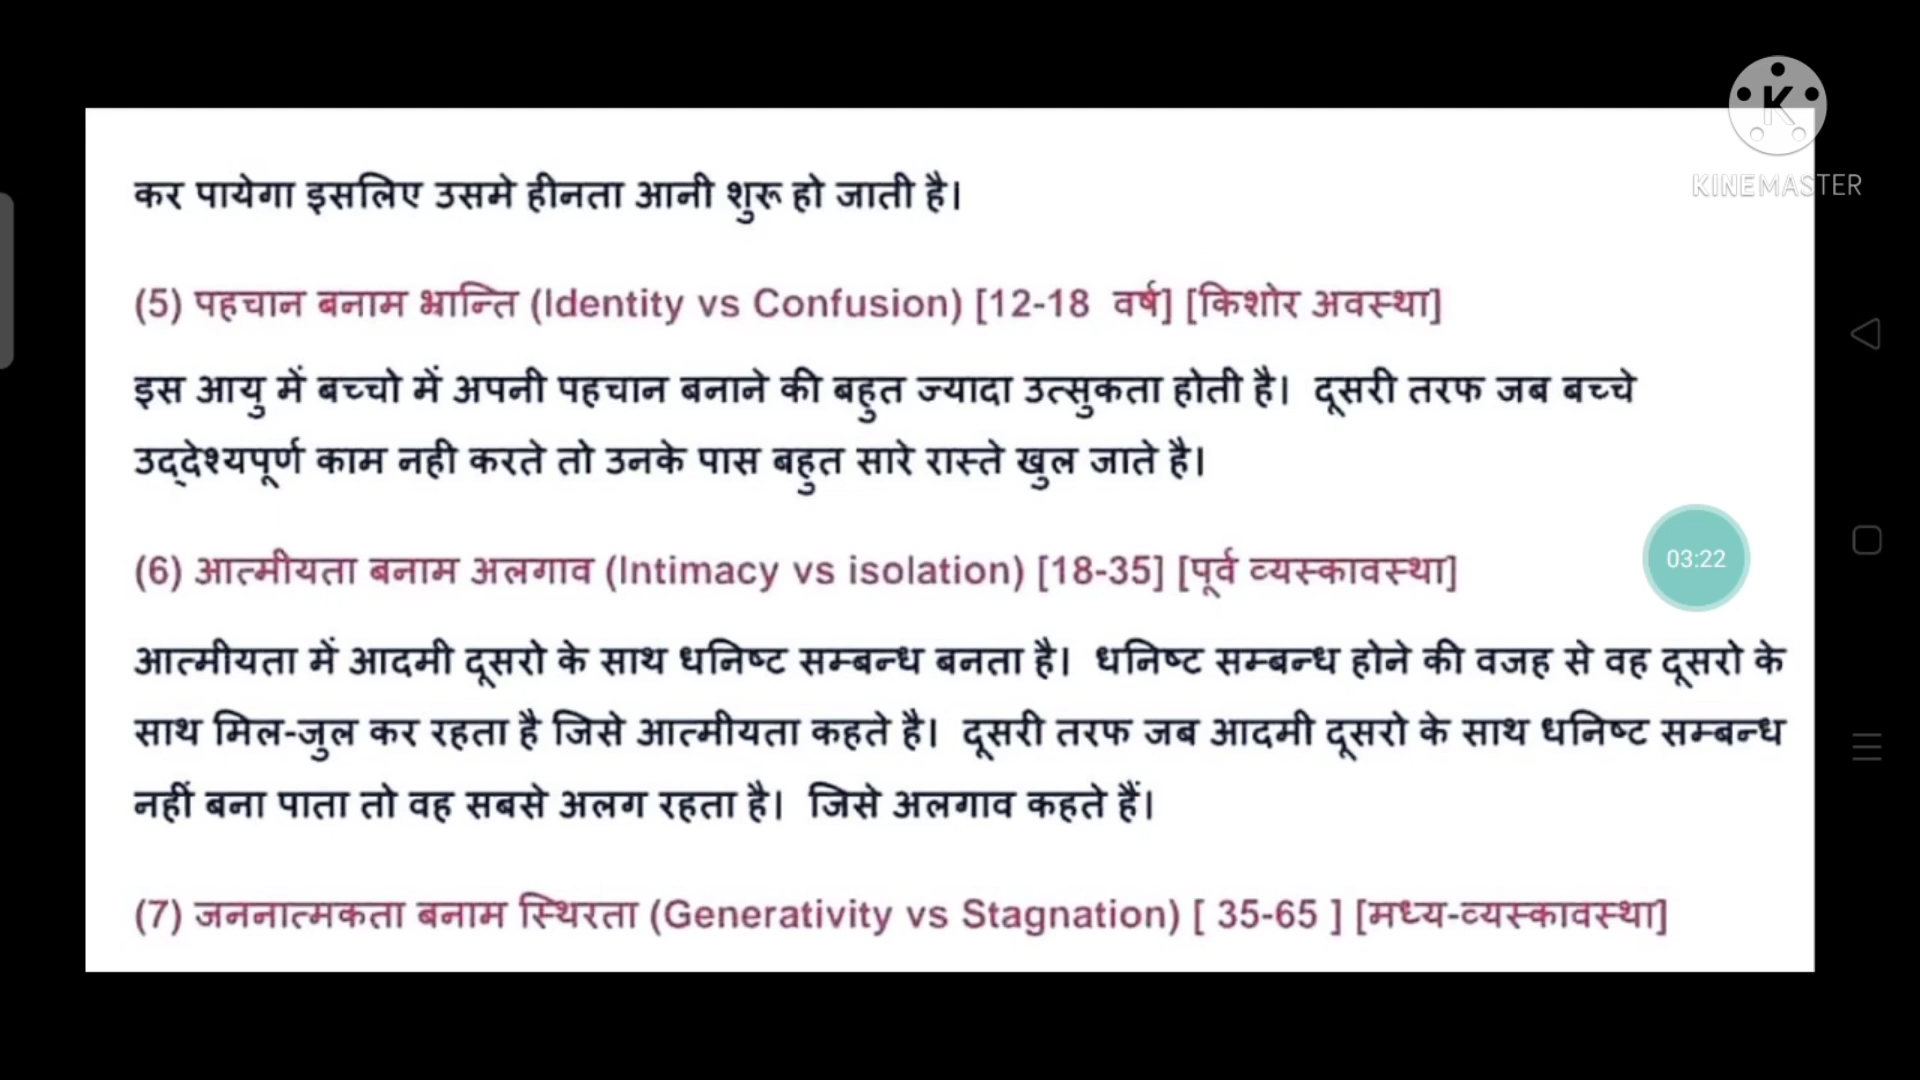 KINEMASTER
कर पायेगा इसलिए उसमे हीनता आनी शुरू हो जाती है।
(5) पहचान बनाम भ्रान्ति (Identity vs Confusion) [12-18 वर्ष] [किशोर अवस्था]
इस आयु में बच्चो में अपनी पहचान बनाने की बहुत ज्यादा उत्सुकता होती है। दूसरी तरफ जब बच्चे
उद्देश्यपूर्ण काम नही करते तो उनके पास बहुत सारे रास्ते खुल जाते है।
(6) आत्मीयता बनाम अलगाव (Intimacy vs isolation) [18-35] [पूर्व व्यस्कावस्था]
03:22
आत्मीयता में आदमी दूसरो के साथ धनिष्ट सम्बन्ध बनता है। धनिष्ट सम्बन्ध होने की वजह से वह दूसरो के
साथ मिल-जुल कर रहता है जिसे आत्मीयता कहते है। दूसरी तरफ जब आदमी दूसरो के साथ धनिष्ट सम्बन्ध
नहीं बना पाता तो वह सबसे अलग रहता है। जिसे अलगाव कहते हैं।
(7) जननात्मकता बनाम स्थिरता (Generativity vs Stagnation) [ 35-65 ] [मध्य-व्यस्कावस्था]